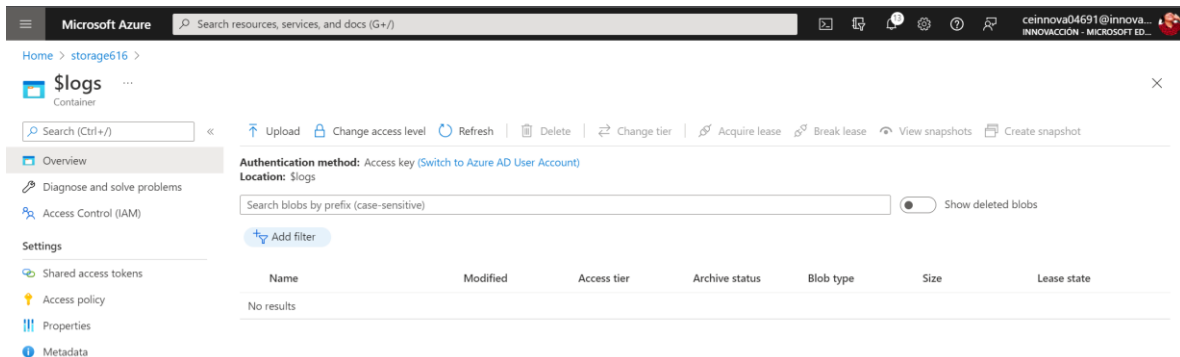 Microsoft Azure
Search resources, services, and docs (G+/)
13
ceinnova04691@innova...
INNOVACCIÓN - MICROSOFT ED...
Home > storage616 >
$logs ...
Container
Search (Ctrl+/)
«
Overview
Diagnose and solve problems
Access Control (IAM)
Settings
Shared access tokens
Access policy
Properties
Metadata
Upload Change access level Refresh Delete Change tier Acquire lease Break lease View snapshots Create snapshot
Authentication method: Access key (Switch to Azure AD User Account)
Location: $logs
Search blobs by prefix (case-sensitive) Show deleted blobs
Add filter
Name Modified Access tier Archive status Blob type Size Lease state
No results